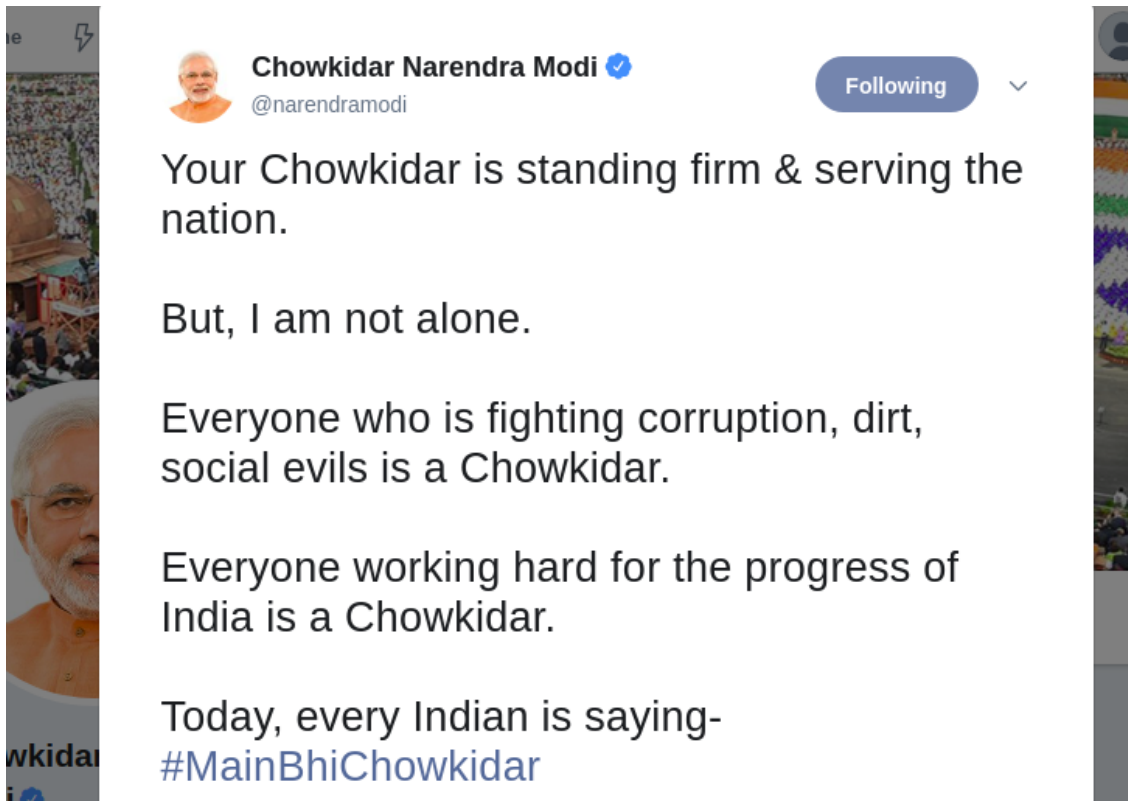 Chowkidar Narendra Modi
@narendramodi
Following
Your Chowkidar is standing firm & serving the
nation.
But, I am not alone.
Everyone who is fighting corruption, dirt,
social evils is a Chowkidar.
Everyone working hard for the progress of
India is a Chowkidar.
Today, every Indian is saying-
#MainBhiChowkidar